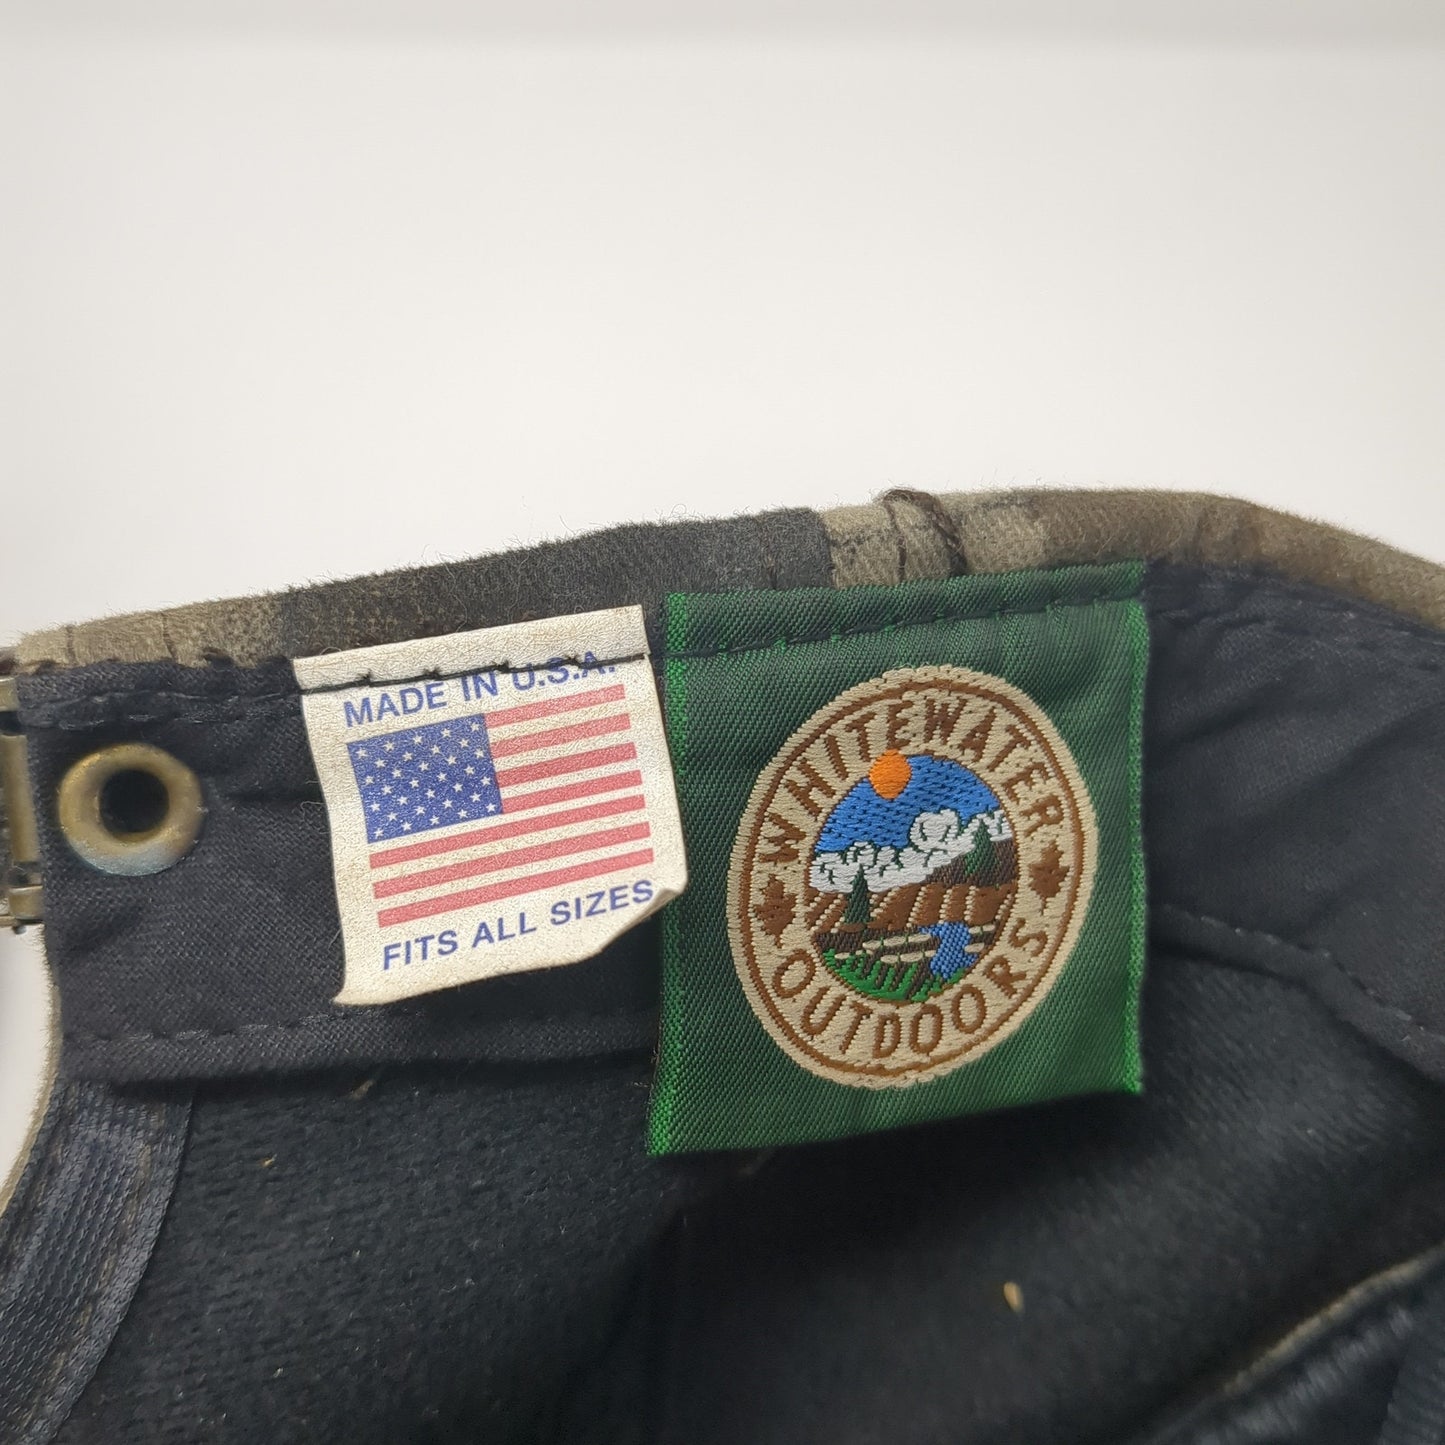 MADE IN U.S.A.
FITS ALL SIZES
WHITEWATER
OUTDOORS